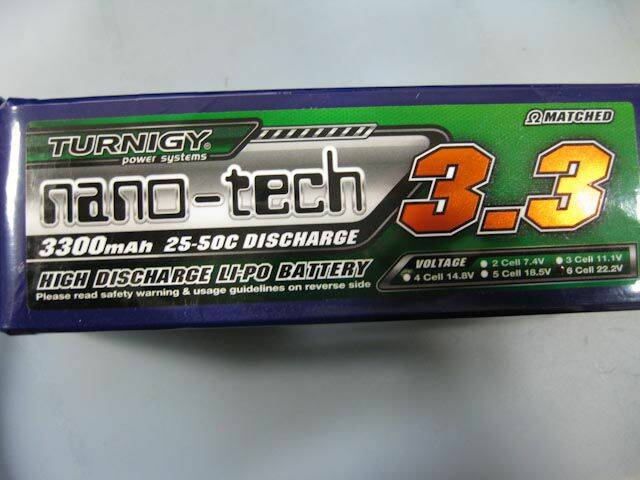 Ω MATCHED
TURNIGY®
power systems
nano-tech
3.3
3300mAh 25-50C DISCHARGE
HIGH DISCHARGE LI-PO BATTERY
Please read safety warning & usage guidelines on reverse side
VOLTAGE 2 Cell 7.4V 3 Cell 11.1V
4 Cell 14.8V 5 Cell 18.5V 6 Cell 22.2V